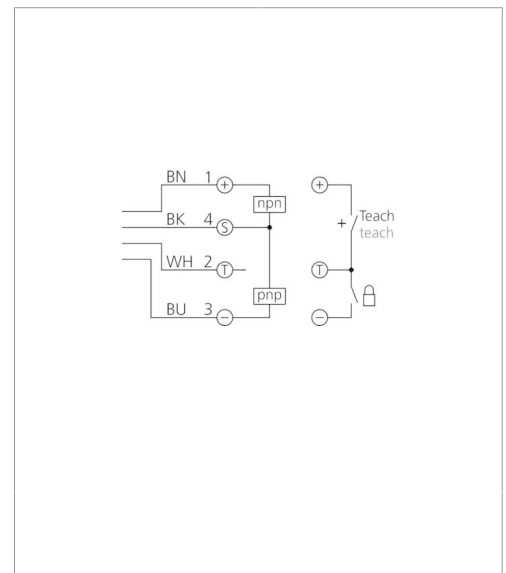 BN 1 +
npn
BK 4 S
WH 2 T
pnp
BU 3 −
+
+ Teach
teach
T
−